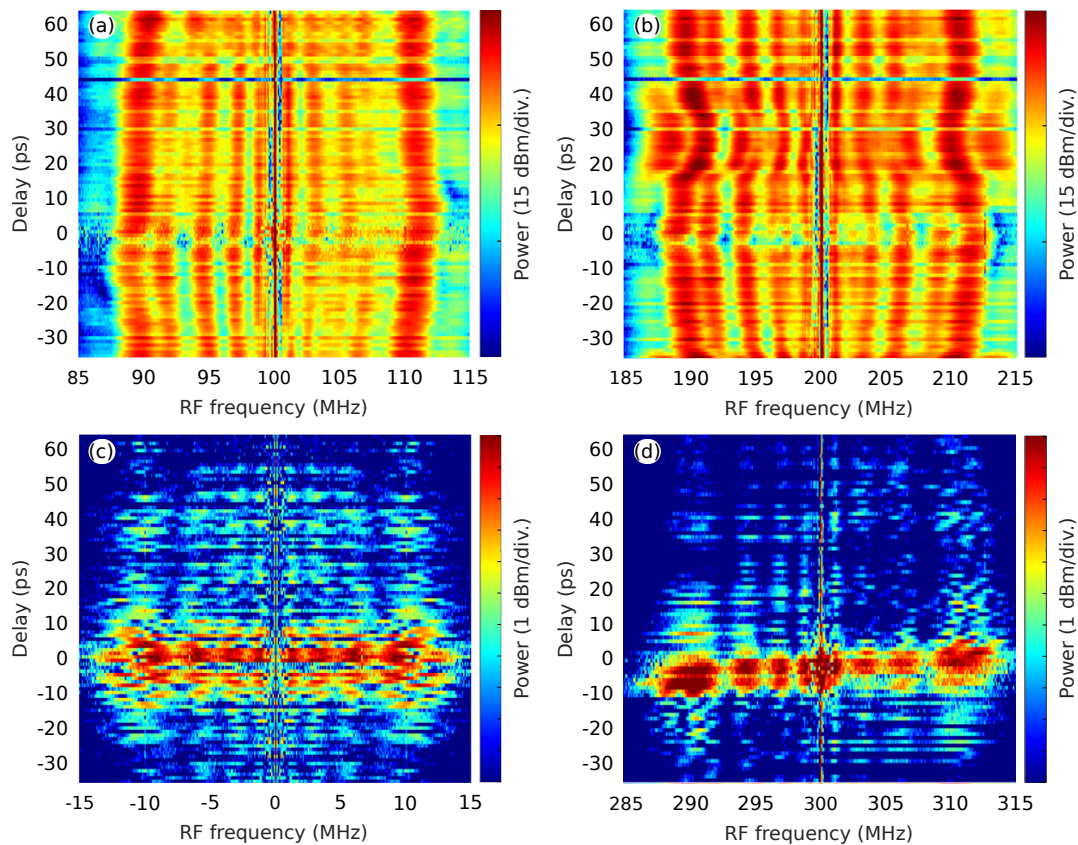 (a)
60
50
40
30
20
10
0
-10
-20
-30
Delay (ps)
85 90 95 100 105 110 115
RF frequency (MHz)
Power (15 dBm/div.)
(b)
60
50
40
30
20
10
0
-10
-20
-30
Delay (ps)
185 190 195 200 205 210 215
RF frequency (MHz)
Power (15 dBm/div.)
(c)
60
50
40
30
20
10
0
-10
-20
-30
Delay (ps)
-15 -10 -5 0 5 10 15
RF frequency (MHz)
Power (1 dBm/div.)
(d)
60
50
40
30
20
10
0
-10
-20
-30
Delay (ps)
285 290 295 300 305 310 315
RF frequency (MHz)
Power (1 dBm/div.)